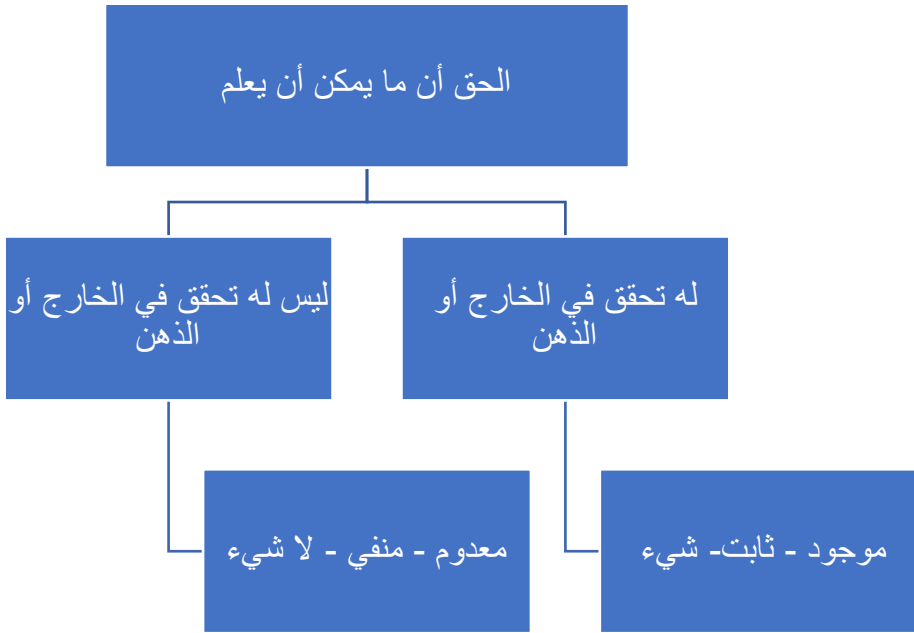 الحق أن ما يمكن أن يعلم
له تحقق في الخارج أو
الذهن
ليس له تحقق في الخارج أو
الذهن
موجود - ثابت- شيء
معدوم - منفي - لا شيء